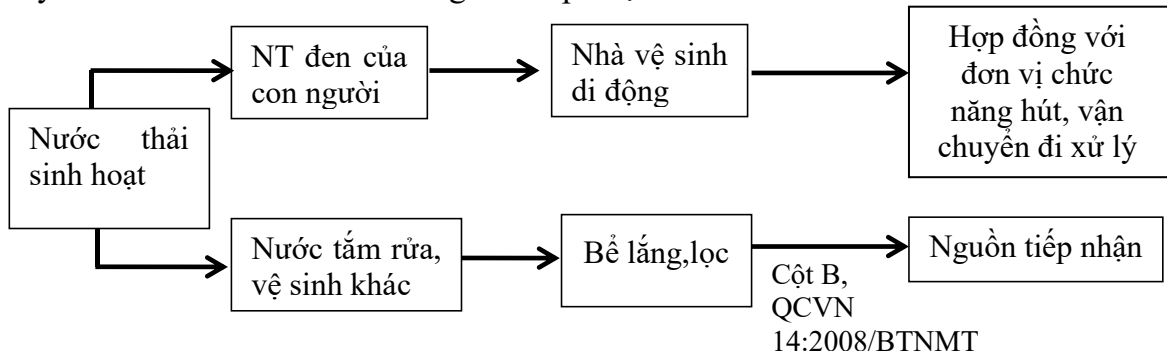 NT đen của
con người
Nhà vệ sinh
di động
Hợp đồng với
đơn vị chức
năng hút, vận
chuyển đi xử lý
Nước thải
sinh hoạt
Nước tắm rửa,
vệ sinh khác
Bể lắng,lọc
Cột B,
QCVN
14:2008/BTNMT
Nguồn tiếp nhận